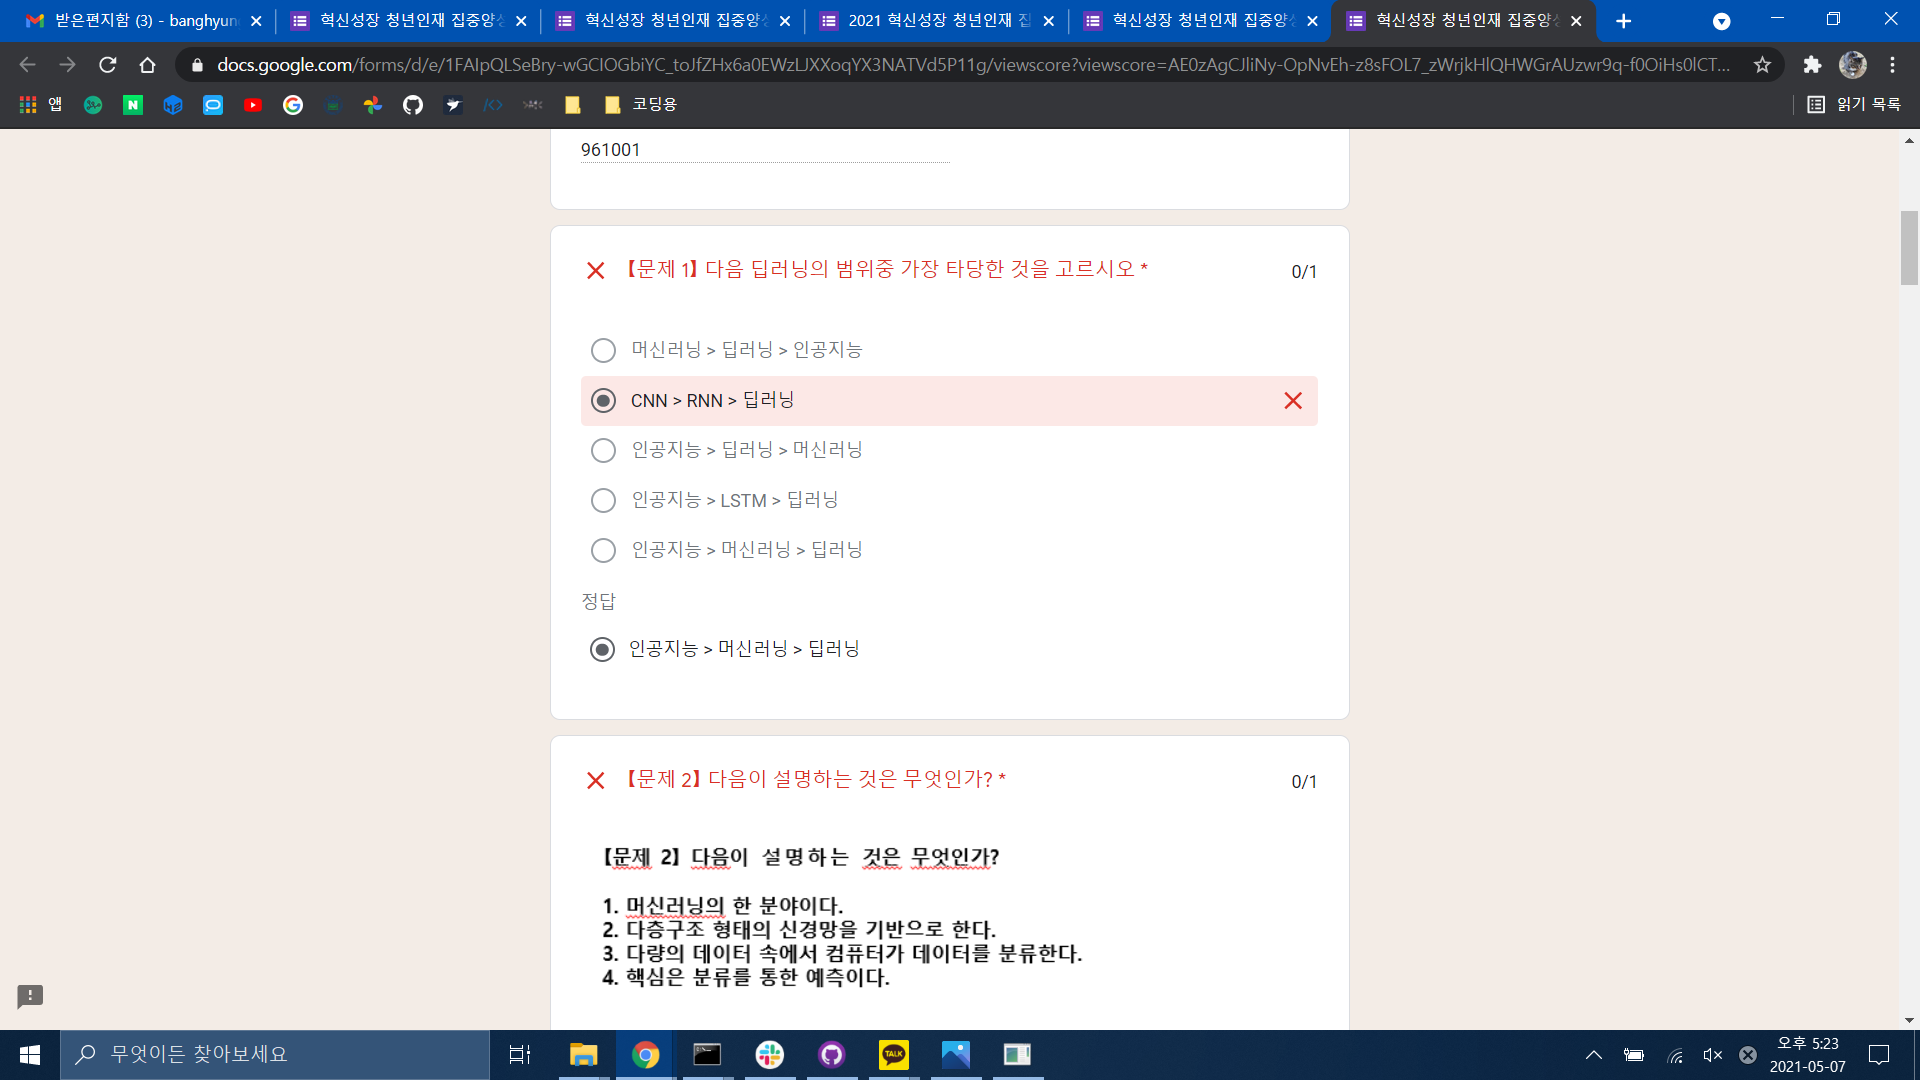 받은편지함 (3) - banghyun
혁신성장 청년인재 집중양성
혁신성장 청년인재 집중양성
2021 혁신성장 청년인재 집
혁신성장 청년인재 집중양성
혁신성장 청년인재 집중양성
docs.google.com/forms/d/e/1FAIpQLSeBry-wGCIOGbiYC_toJfZHx6a0EWzLJXXoqYX3NATVd5P11g/viewscore?viewscore=AE0zAgCJliNy-OpNvEh-z8sFOL7_zWrjkHlQHWGrAUzwr9q-f0OiHs0lCT...
앱
코딩용
읽기 목록
961001
【문제 1】 다음 딥러닝의 범위중 가장 타당한 것을 고르시오 *
0/1
머신러닝 > 딥러닝 > 인공지능
CNN > RNN > 딥러닝
인공지능 > 딥러닝 > 머신러닝
인공지능 > LSTM > 딥러닝
인공지능 > 머신러닝 > 딥러닝
정답
인공지능 > 머신러닝 > 딥러닝
【문제 2】 다음이 설명하는 것은 무엇인가? *
0/1
【문제 2】 다음이 설명하는 것은 무엇인가?
1. 머신러닝의 한 분야이다.
2. 다층구조 형태의 신경망을 기반으로 한다.
3. 다량의 데이터 속에서 컴퓨터가 데이터를 분류한다.
4. 핵심은 분류를 통한 예측이다.
무엇이든 찾아보세요
TALK
오후 5:23
2021-05-07